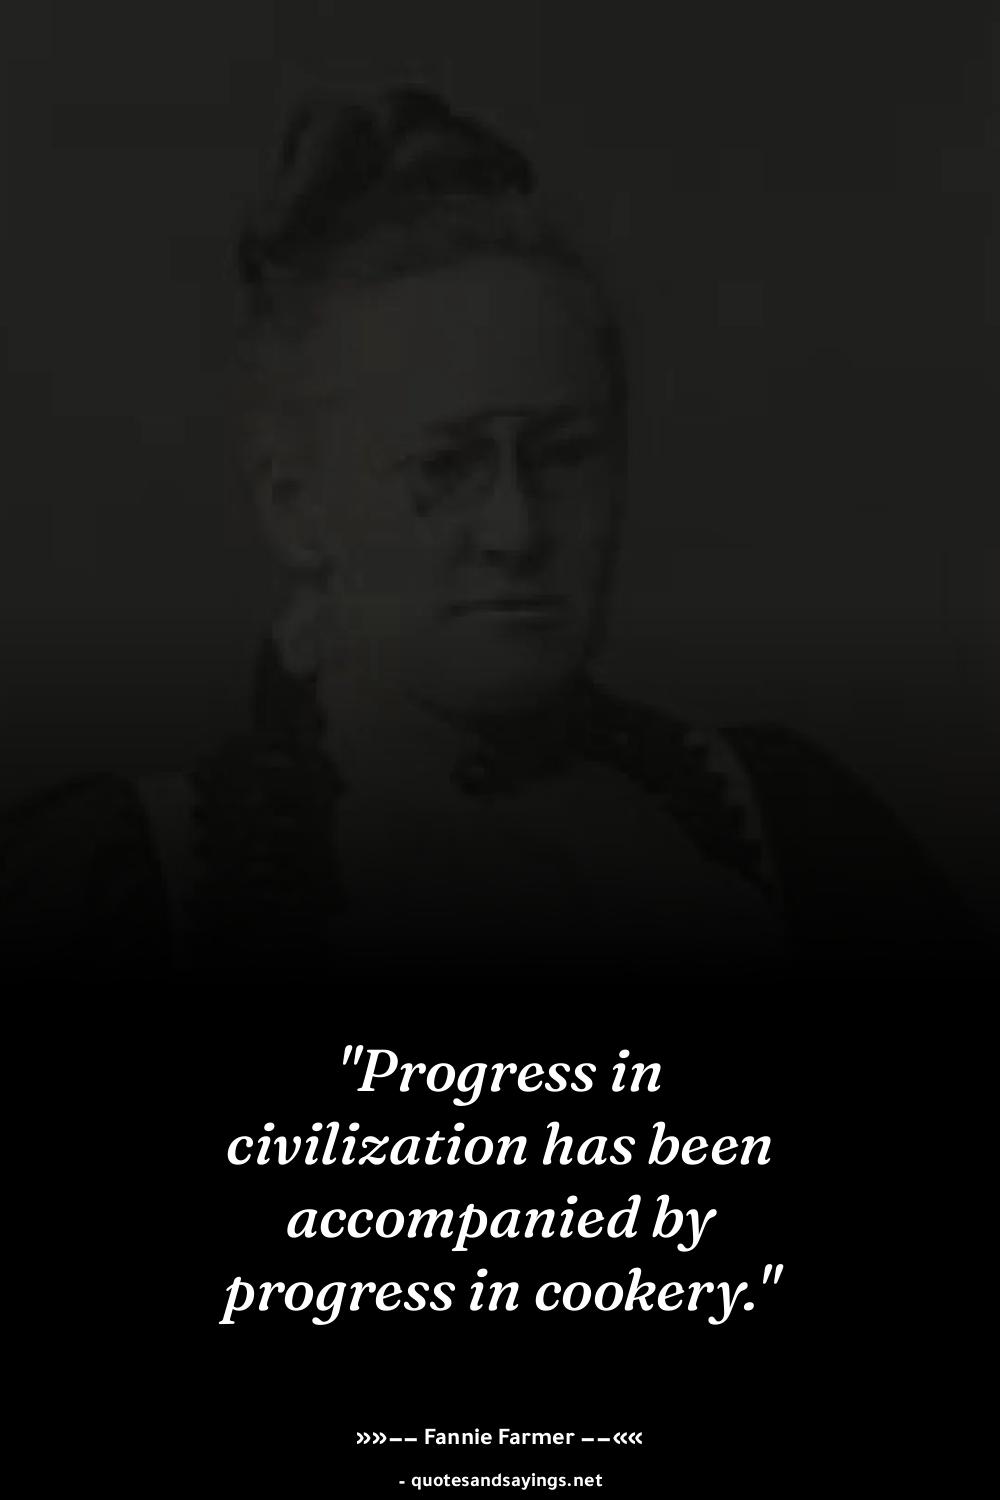 "Progress in
civilization has been
accompanied by
progress in cookery."
»»–– Fannie Farmer ––««
- quotesandsayings.net